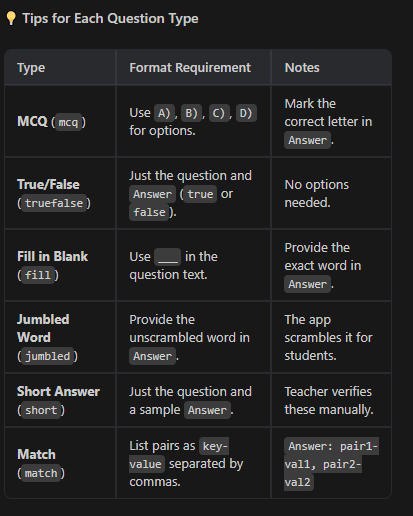 💡 Tips for Each Question Type
Type Format Requirement Notes
MCQ (mcq)
Use A), B), C), D)
for options.
Mark the
correct letter in
Answer.
True/False
(truefalse)
Just the question and
Answer (true or
false).
No options
needed.
Fill in Blank
(fill)
Use ___ in the
question text.
Provide the
exact word in
Answer.
Jumbled
Word
(jumbled)
Provide the
unscrambled word in
Answer.
The app
scrambles it for
students.
Short Answer
(short)
Just the question and
a sample Answer.
Teacher verifies
these manually.
Match
(match)
List pairs as key-
value separated by
commas.
Answer: pair1-
val1, pair2-
val2